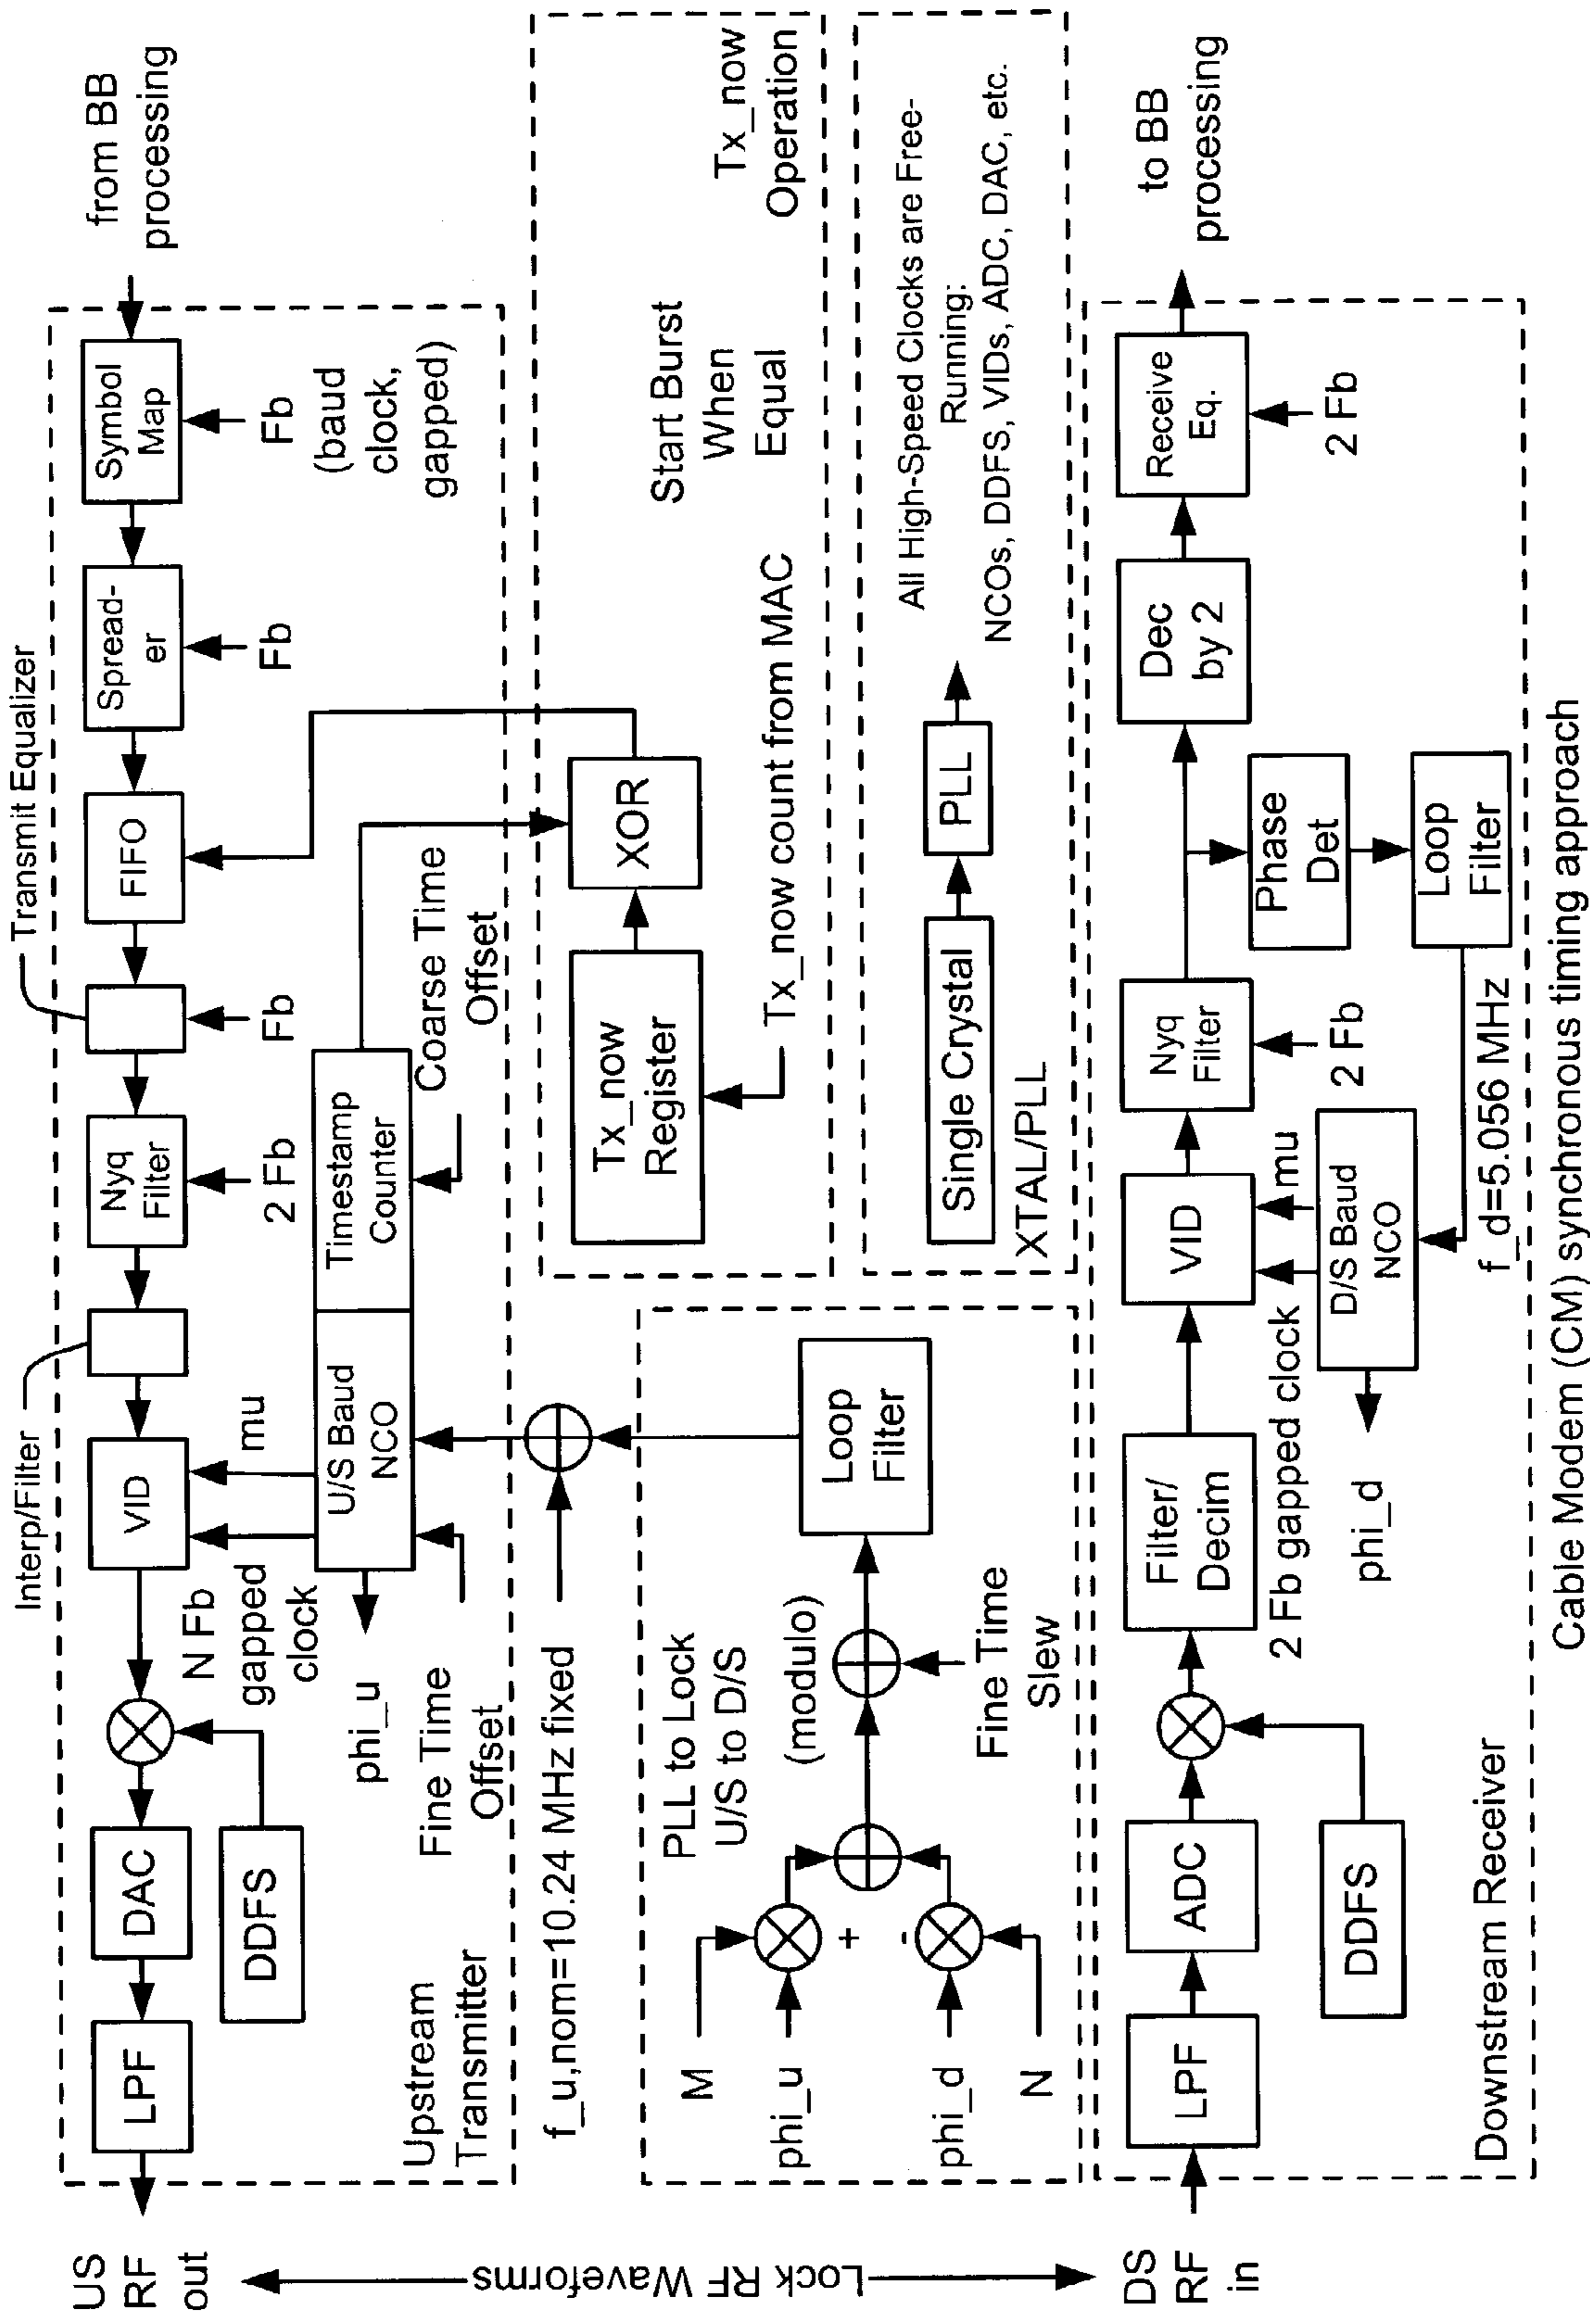 US
RF
out
LPF
DAC
DDFS
VID
Interp/Filter
Nyq
Filter
Transmit Equalizer
FIFO
Spread-
er
Symbol
Map
from BB
processing
Upstream
Transmitter
N Fb
gapped
clock
mu
2 Fb
Fb
Fb
Fb
(baud
clock,
gapped)
phi_u
U/S Baud
NCO
Timestamp
Counter
Fine Time
Offset
Coarse Time
Offset
f_u,nom=10.24 MHz fixed
XOR
Tx_now
Register
Tx_now count from MAC
Start Burst
When
Equal
Tx_now
Operation
PLL to Lock
U/S to D/S
(modulo)
M
phi_u
+
-
phi_d
N
Fine Time
Slew
Loop
Filter
Single Crystal
PLL
XTAL/PLL
All High-Speed Clocks are Free-
Running:
NCOs, DDFS, VIDs, ADC, DAC, etc.
Lock RF Waveforms
DS
RF
in
LPF
ADC
DDFS
Filter/
Decim
VID
Nyq
Filter
Dec
by 2
Receive
Eq.
to BB
processing
2 Fb gapped clock
mu
2 Fb
2 Fb
Phase
Det
Loop
Filter
D/S Baud
NCO
phi_d
f_d=5.056 MHz
Downstream Receiver
Cable Modem (CM) synchronous timing approach